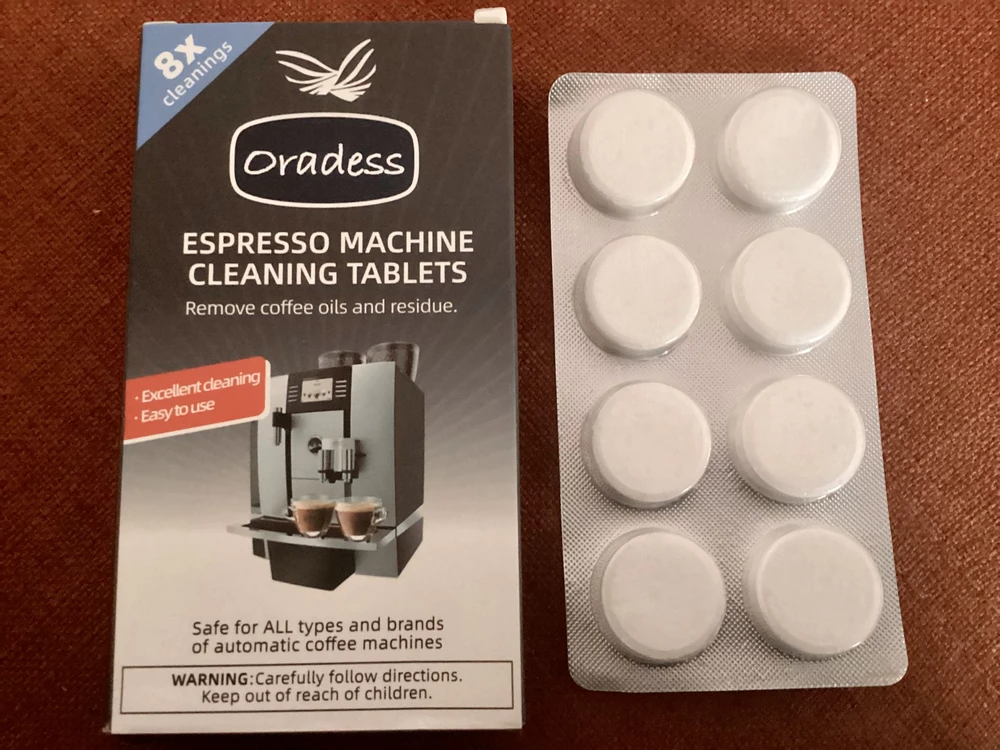 8x
cleanings
Oradess
ESPRESSO MACHINE
CLEANING TABLETS
Remove coffee oils and residue.
· Excellent cleaning
· Easy to use
Safe for ALL types and brands
of automatic coffee machines
WARNING:Carefully follow directions.
Keep out of reach of children.